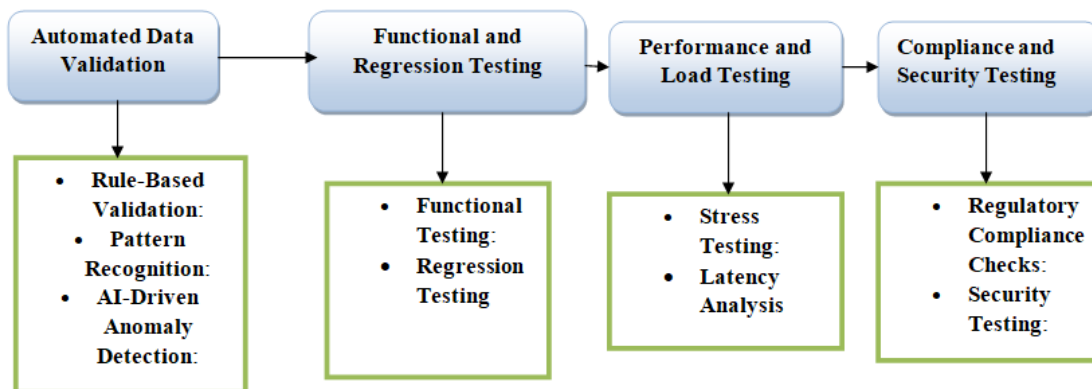 Automated Data
Validation
Functional and
Regression Testing
Performance and
Load Testing
Compliance and
Security Testing
• Rule-Based
Validation:
• Pattern
Recognition:
• AI-Driven
Anomaly
Detection:
• Functional
Testing:
• Regression
Testing
• Stress
Testing:
• Latency
Analysis
• Regulatory
Compliance
Checks:
• Security
Testing: